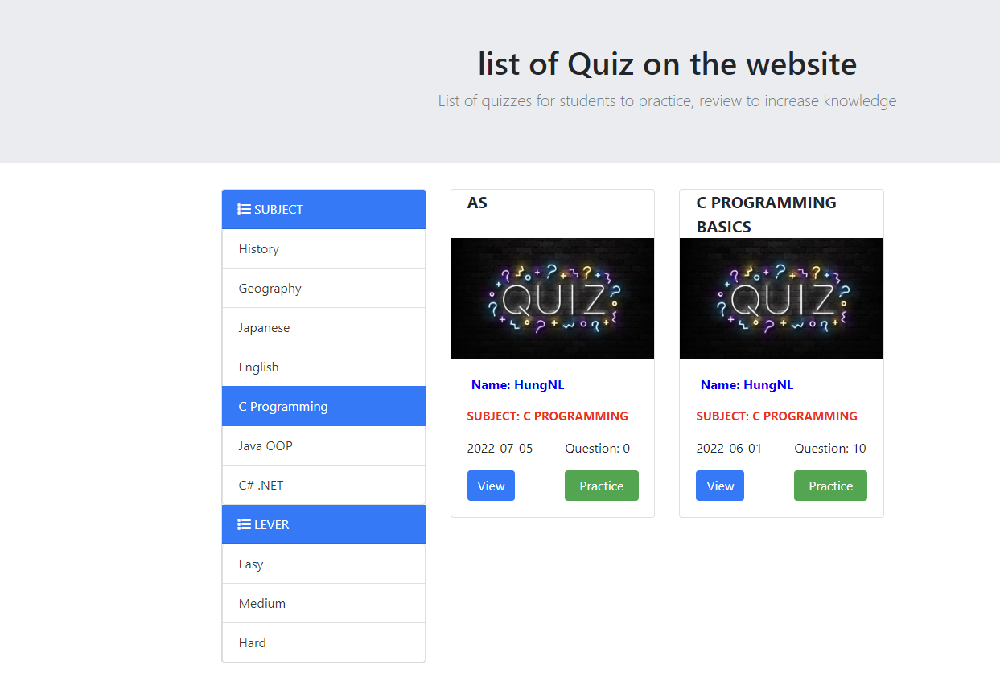 list of Quiz on the website
List of quizzes for students to practice, review to increase knowledge
SUBJECT
History
Geography
Japanese
English
C Programming
Java OOP
C# .NET
LEVER
Easy
Medium
Hard
AS
QUIZ
Name: HungNL
SUBJECT: C PROGRAMMING
2022-07-05 Question: 0
View Practice
C PROGRAMMING
BASICS
QUIZ
Name: HungNL
SUBJECT: C PROGRAMMING
2022-06-01 Question: 10
View Practice